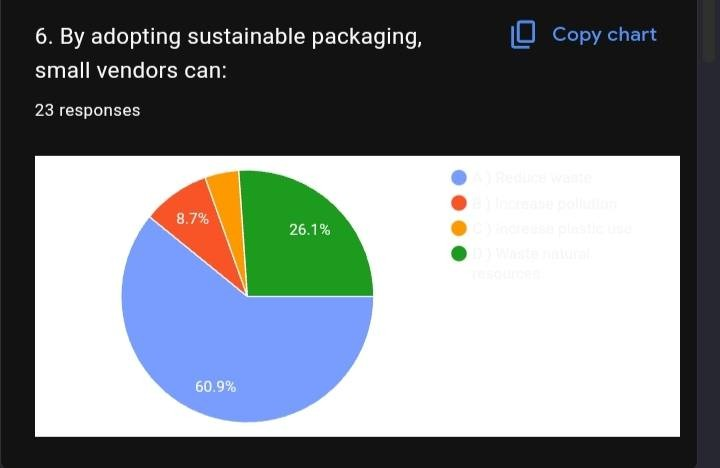 6. By adopting sustainable packaging,
small vendors can:
Copy chart
23 responses
8.7%
26.1%
60.9%
A ) Reduce waste
B ) Increase pollution
C ) Increase plastic use
D ) Waste natural
resources